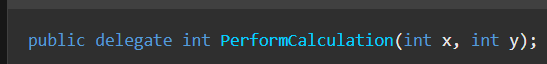 public delegate int PerformCalculation(int x, int y);